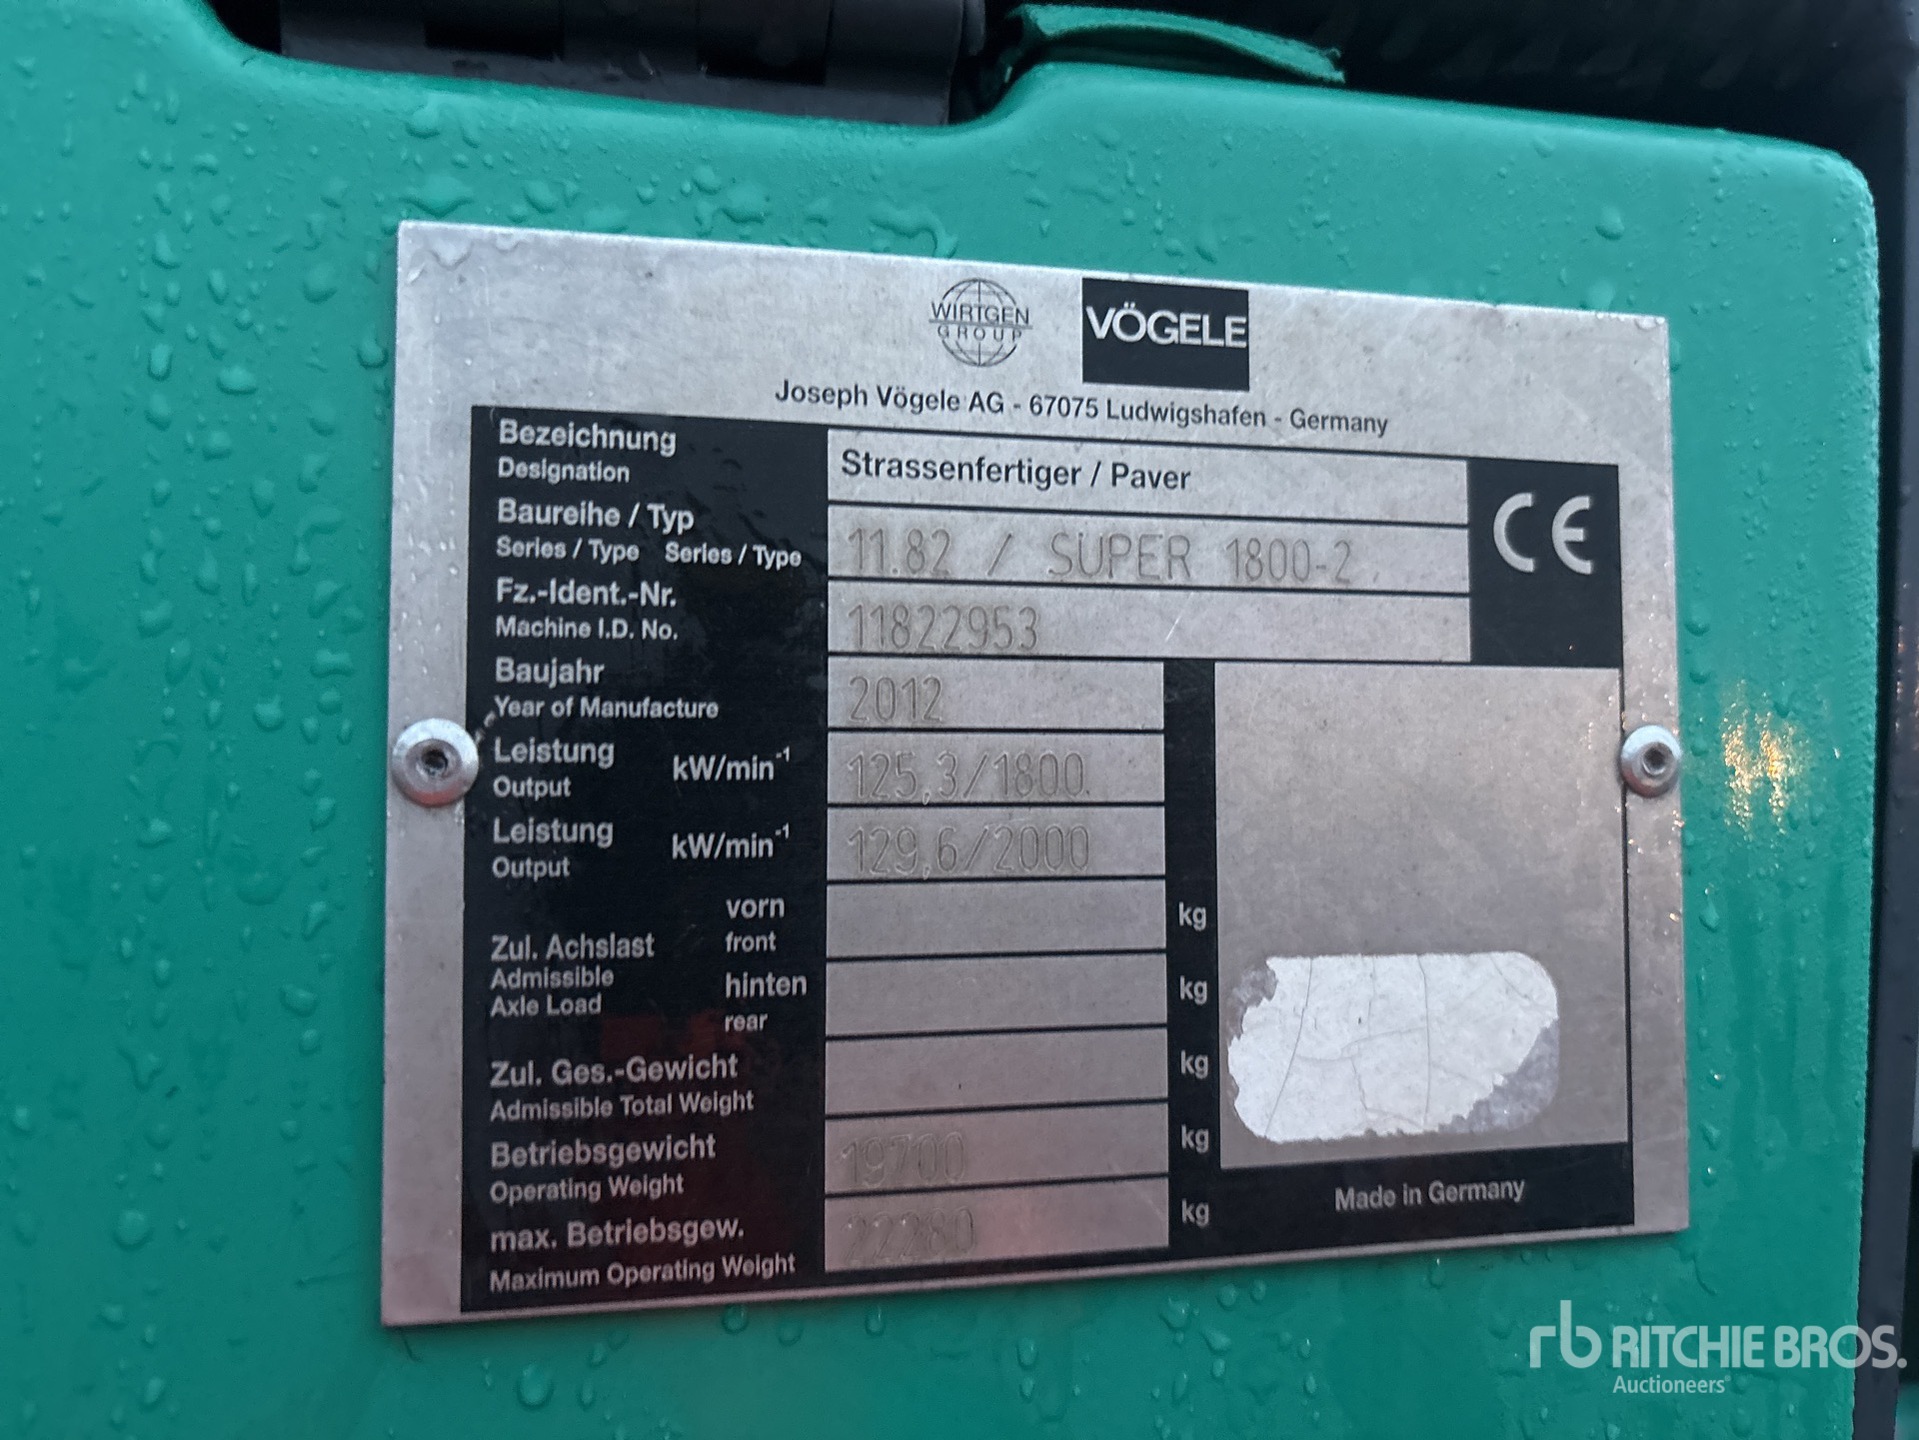 WIRTGEN
GROUP
VÖGELE
Joseph Vögele AG - 67075 Ludwigshafen - Germany
Bezeichnung
Designation
Strassenfertiger / Paver
CE
Baureihe / Typ
Series / Type Series / Type
11.82 / SUPER 1800-2
Fz.-Ident.-Nr.
Machine I.D. No.
11822953
Baujahr
Year of Manufacture
2012
Leistung kW/min⁻¹
Output
125,3/1800
Leistung kW/min⁻¹
Output
129,6/2000
Zul. Achslast
Admissible
Axle Load
vorn
front
kg
hinten
rear
kg
Zul. Ges.-Gewicht
Admissible Total Weight
kg
Betriebsgewicht
Operating Weight
19700 kg
max. Betriebsgew.
Maximum Operating Weight
22280 kg
Made in Germany
rb RITCHIE BROS.
Auctioneers